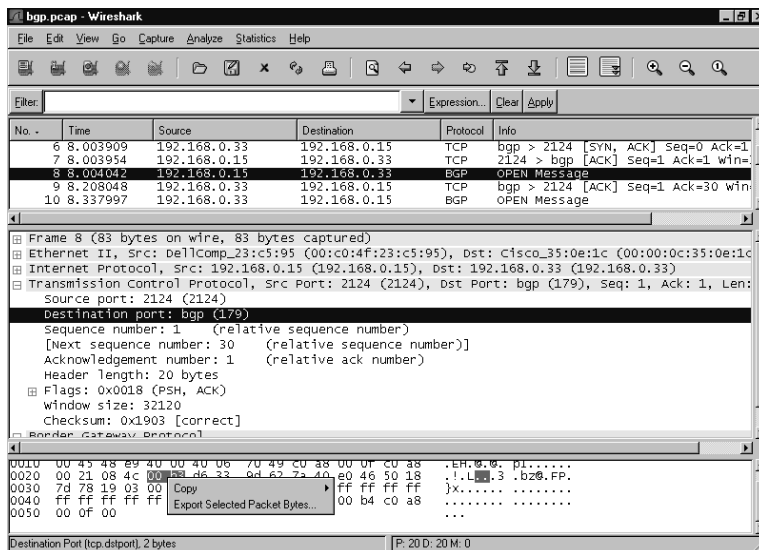 bgp.pcap - Wireshark
File Edit View Go Capture Analyze Statistics Help
Filter: Expression... Clear Apply
No. - Time Source Destination Protocol Info
6 8.003909 192.168.0.33 192.168.0.15 TCP bgp > 2124 [SYN, ACK] Seq=0 Ack=1
7 8.003954 192.168.0.15 192.168.0.33 TCP 2124 > bgp [ACK] Seq=1 Ack=1 Win=
8 8.004042 192.168.0.15 192.168.0.33 BGP OPEN Message
9 8.208048 192.168.0.33 192.168.0.15 TCP bgp > 2124 [ACK] Seq=1 Ack=30 Win
10 8.337997 192.168.0.33 192.168.0.15 BGP OPEN Message
Frame 8 (83 bytes on wire, 83 bytes captured)
Ethernet II, Src: DellComp_23:c5:95 (00:c0:4f:23:c5:95), Dst: Cisco_35:0e:1c (00:00:0c:35:0e:1c
Internet Protocol, Src: 192.168.0.15 (192.168.0.15), Dst: 192.168.0.33 (192.168.0.33)
Transmission Control Protocol, Src Port: 2124 (2124), Dst Port: bgp (179), Seq: 1, Ack: 1, Len:
Source port: 2124 (2124)
Destination port: bgp (179)
Sequence number: 1 (relative sequence number)
[Next sequence number: 30 (relative sequence number)]
Acknowledgement number: 1 (relative ack number)
Header length: 20 bytes
Flags: 0x0018 (PSH, ACK)
Window size: 32120
Checksum: 0x1903 [correct]
Border Gateway Protocol
0010 00 45 48 e9 40 00 40 06 70 49 c0 a8 00 0f c0 a8 .EH.@.@. pI......
0020 00 21 08 4c 00 b3 d6 33 9d 62 7a 40 e0 46 50 18 .!.L...3 .bz@.FP.
0030 7d 78 19 03 00 ff ff ff ff }x...... ........
0040 ff ff ff ff ff 00 b4 c0 a8 ........ ........
0050 00 0f 00 ...
Copy
Export Selected Packet Bytes...
Destination Port (tcp.dstport), 2 bytes P: 20 D: 20 M: 0